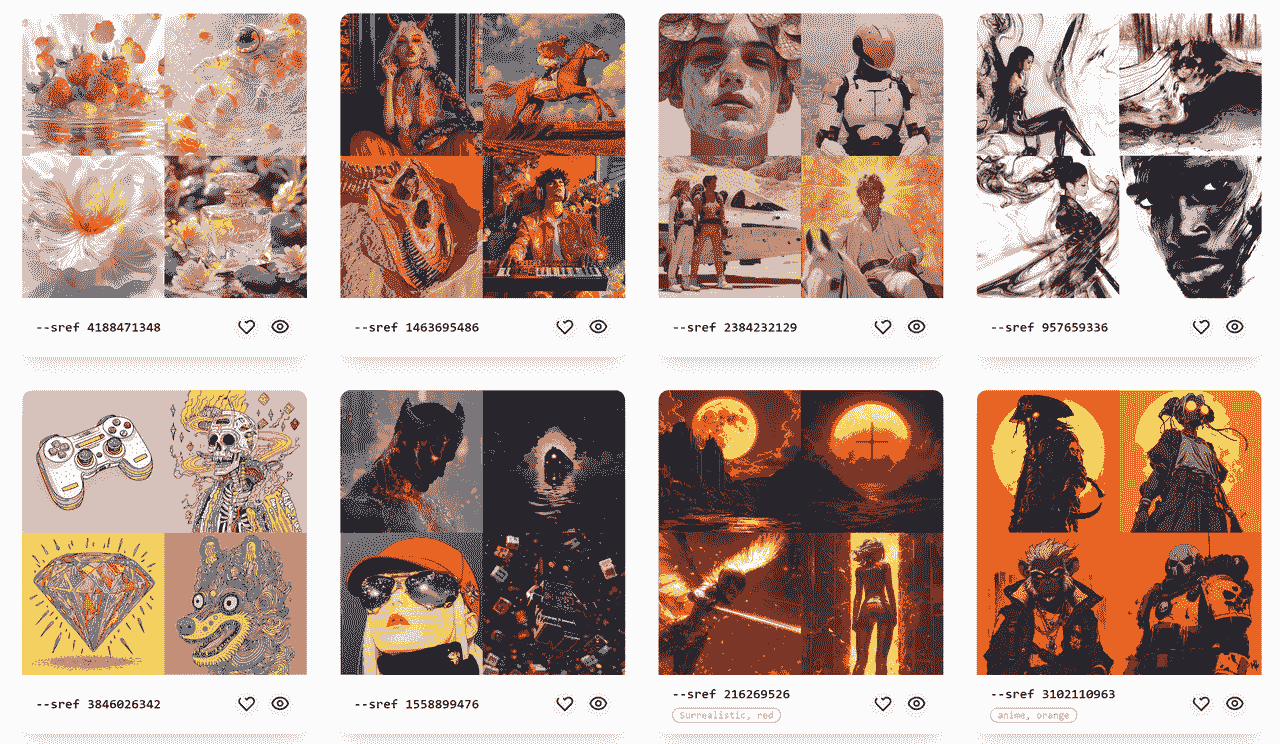 --sref 4188471348
--sref 1463695486
--sref 2384232129
--sref 957659336
--sref 3846026342
--sref 1558899476
--sref 216269526
Surrealistic, red
--sref 3102110963
anime, orange